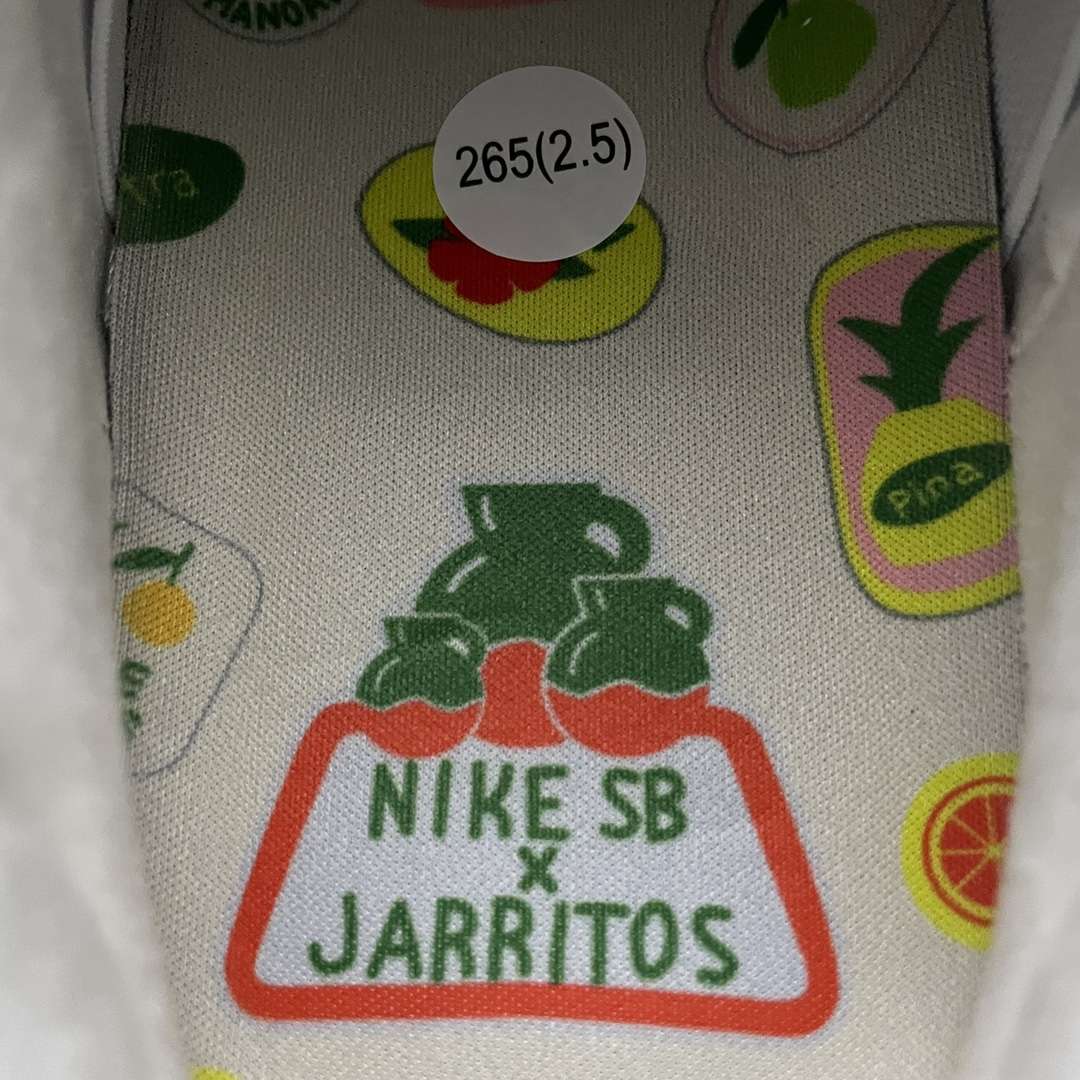 265(2.5)
Pina
NIKE SB
x
JARRITOS